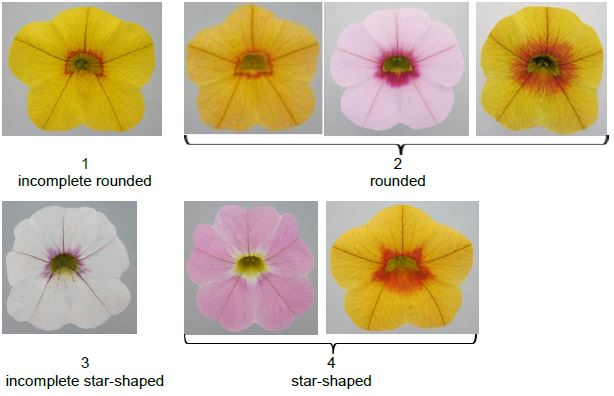 1
incomplete rounded
2
rounded
3
incomplete star-shaped
4
star-shaped